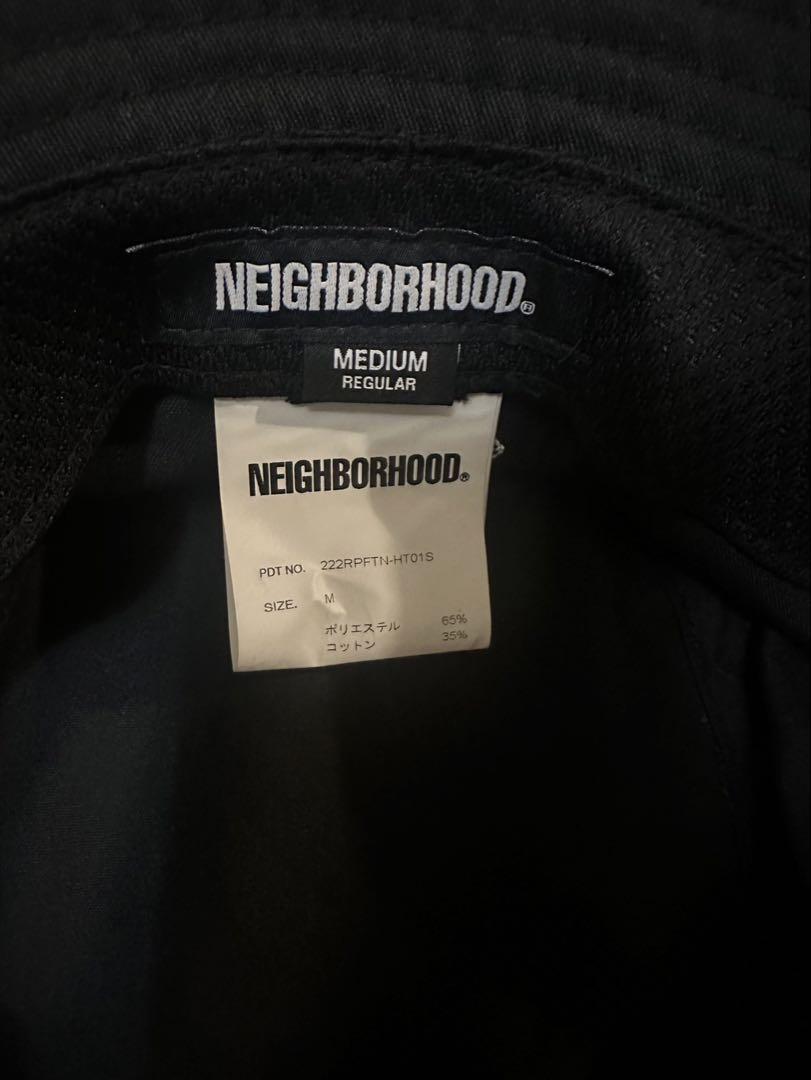 NEIGHBORHOOD®
MEDIUM
REGULAR
NEIGHBORHOOD®
PDT NO. 222RPFTN-HT01S
SIZE. M
ポリエステル 65%
コットン 35%